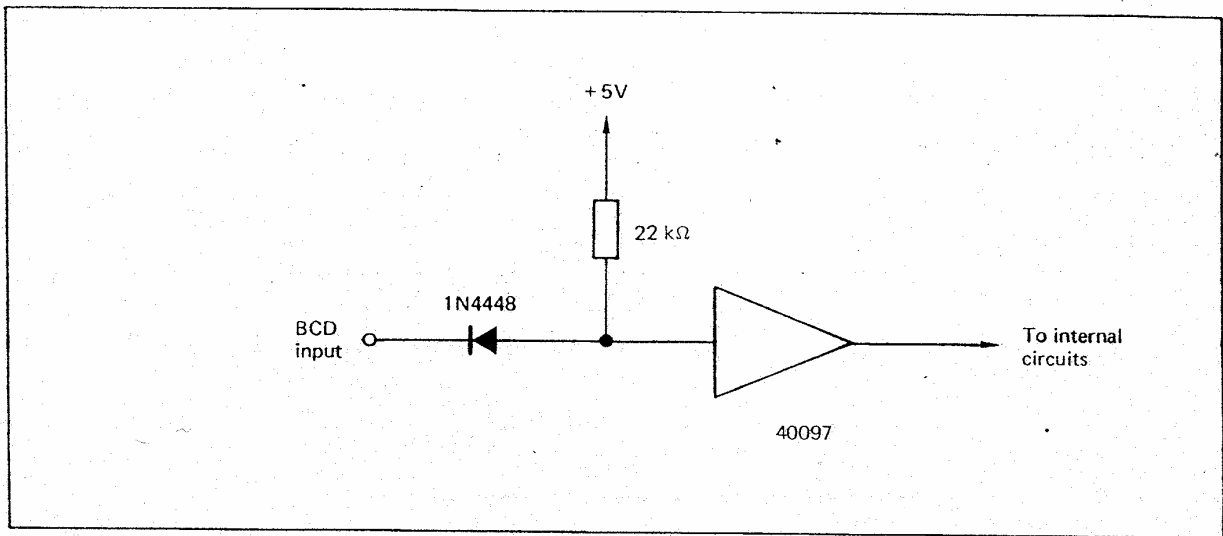 +5V
22 kΩ
1N4448
BCD
input
To internal
circuits
40097